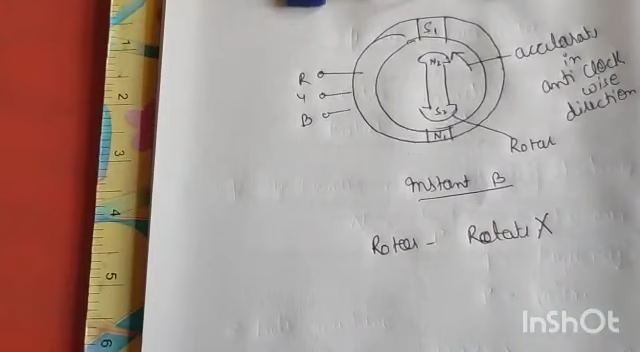 S1
N2
S2
N1
R
Y
B
accelarate
in
anti clock
wise
direction
Rotor
Instant B
Rotor - Rotate X
1
2
3
4
5
6
InShOt